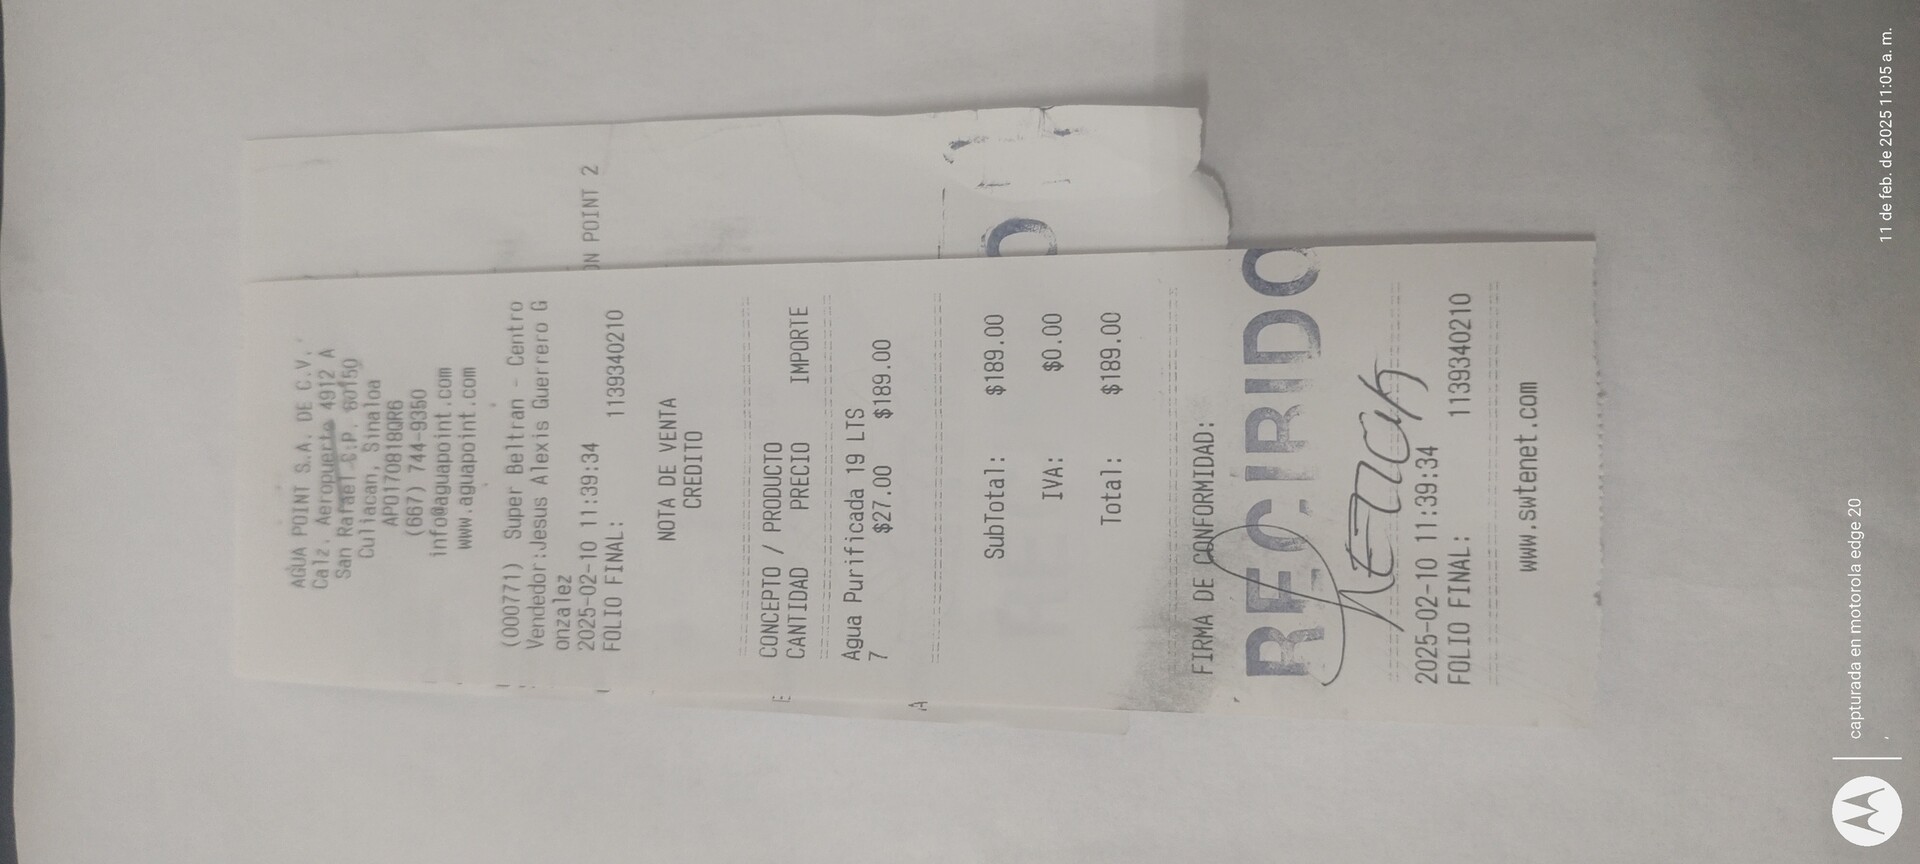 AGUA POINT S.A. DE C.V.
Calz. Aeropuerto 4912 A
San Rafael C.P. 80150
Culiacan, Sinaloa
APO170818QR6
(667) 744-9350
info@aguapoint.com
www.aguapoint.com
(000771) Super Beltran - Centro
Vendedor:Jesus Alexis Guerrero G
onzalez
2025-02-10 11:39:34
FOLIO FINAL: 1139340210
NOTA DE VENTA
CREDITO
CONCEPTO / PRODUCTO
CANTIDAD PRECIO IMPORTE
Agua Purificada 19 LTS
7 $27.00 $189.00
SubTotal: $189.00
IVA: $0.00
Total: $189.00
FIRMA DE CONFORMIDAD:
RECIRIDO
2025-02-10 11:39:34
FOLIO FINAL: 1139340210
www.swtenet.com
ON POINT 2
O
E
A
capturada en motorola edge 20
11 de feb. de 2025 11:05 a. m.